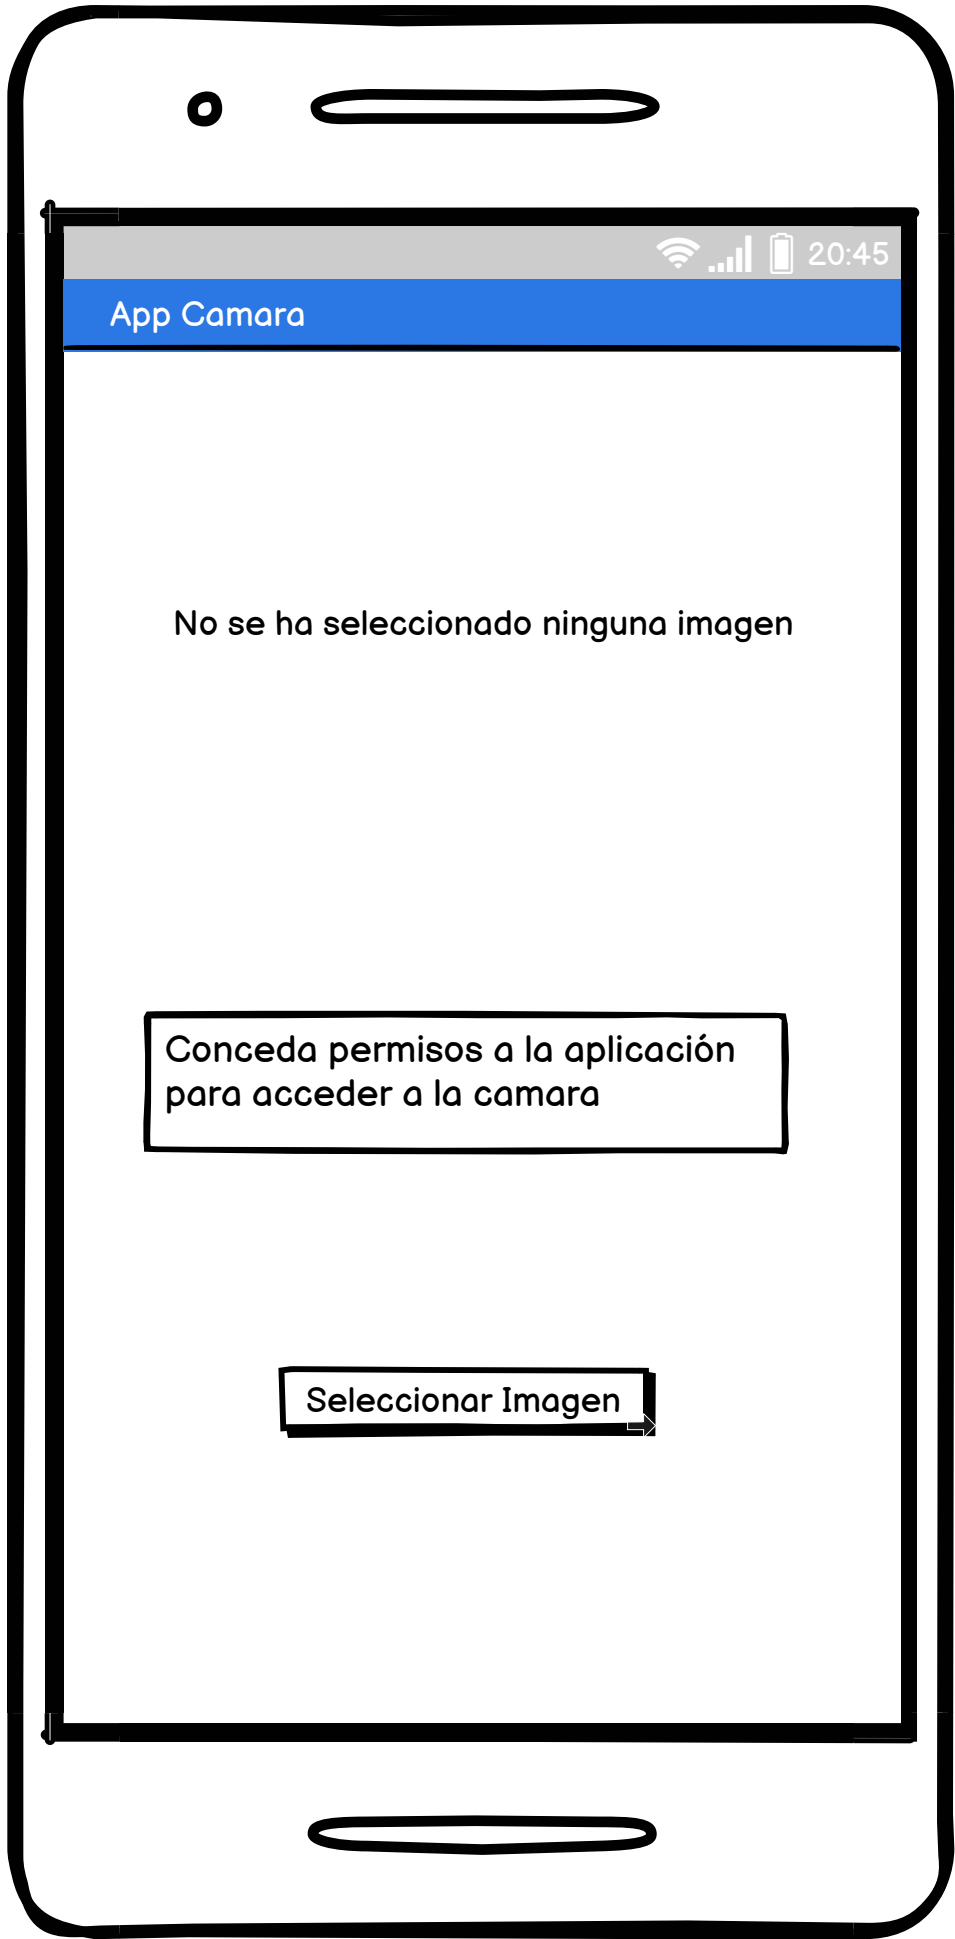 20:45
App Camara
No se ha seleccionado ninguna imagen
Conceda permisos a la aplicación
para acceder a la camara
Seleccionar Imagen